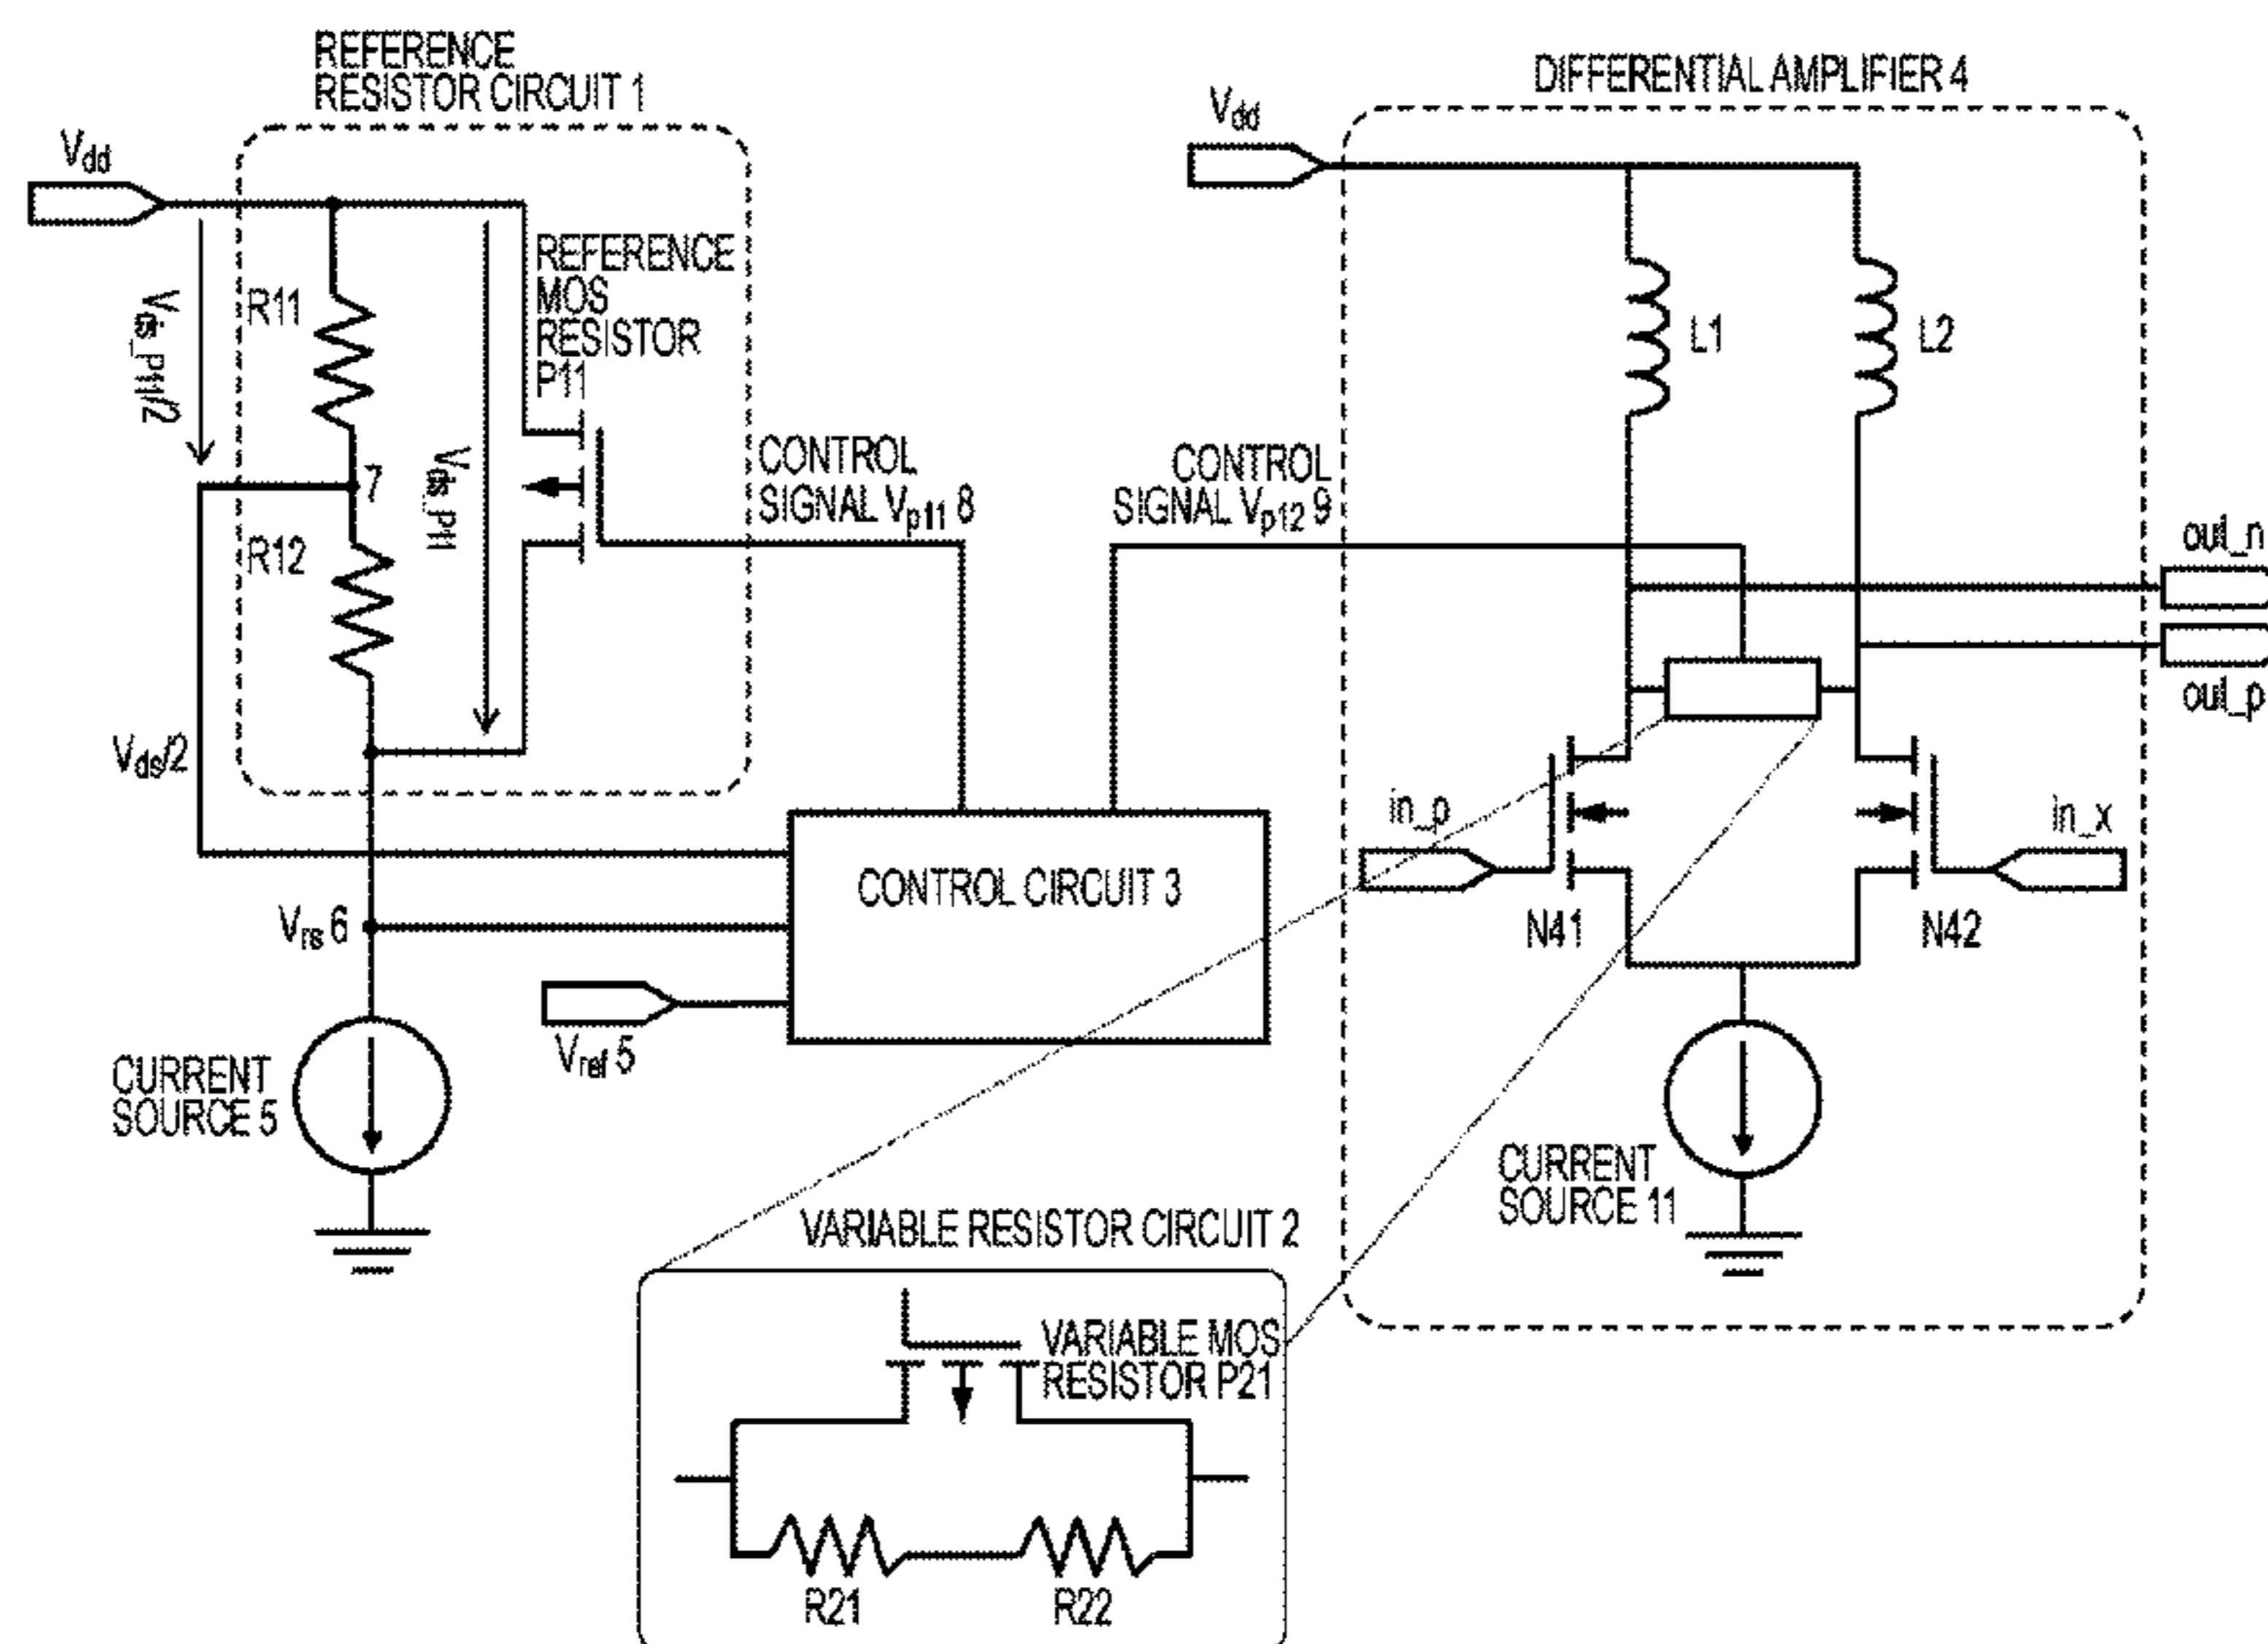 REFERENCE
RESISTOR CIRCUIT 1
DIFFERENTIAL AMPLIFIER 4
Vdd
Vdd
REFERENCE
MOS
RESISTOR
P11
R11
Vds_P11/2
L1
L2
7
Vds_P11
CONTROL
SIGNAL Vp11 8
CONTROL
SIGNAL Vp12 9
R12
out_n
out_p
Vds/2
in_p
in_x
CONTROL CIRCUIT 3
Vrs 6
N41
N42
Vref 5
CURRENT
SOURCE 5
CURRENT
SOURCE 11
VARIABLE RESISTOR CIRCUIT 2
VARIABLE MOS
RESISTOR P21
R21
R22